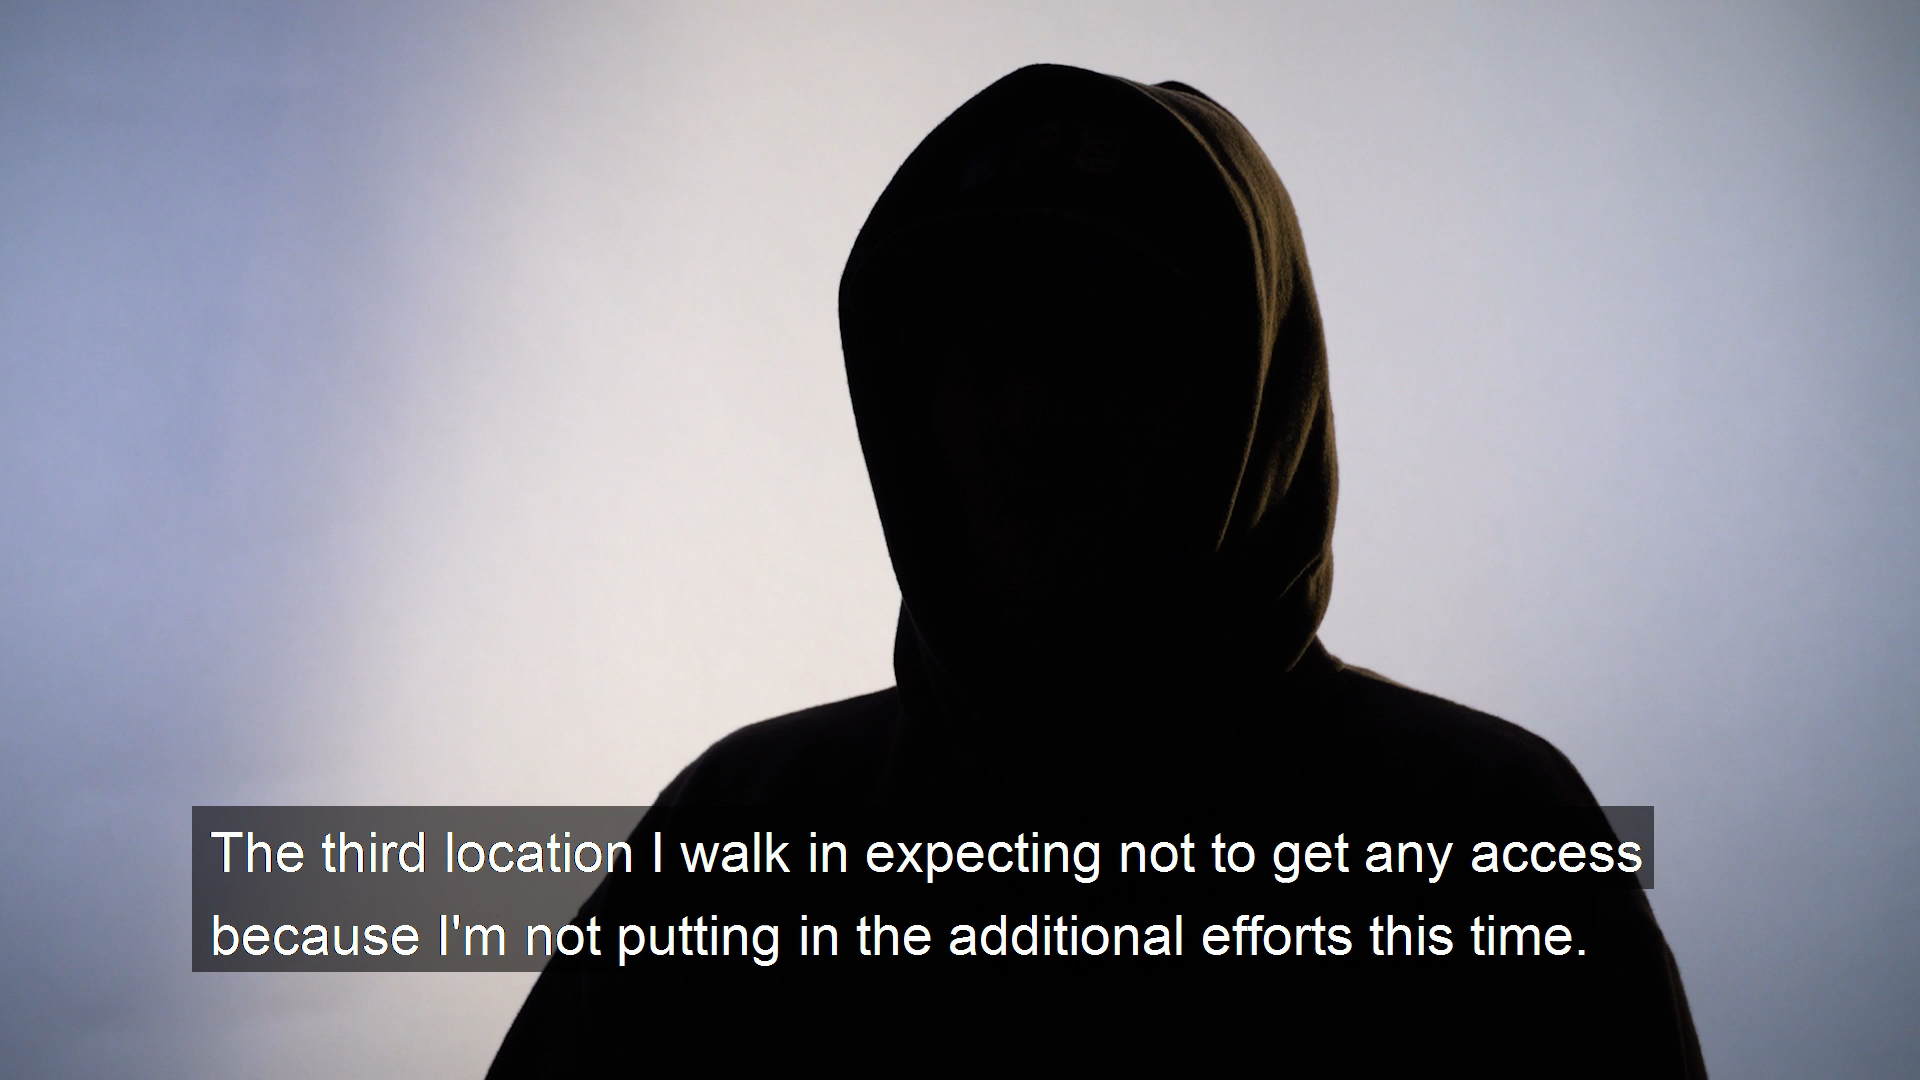 The third location I walk in expecting not to get any access
because I'm not putting in the additional efforts this time.